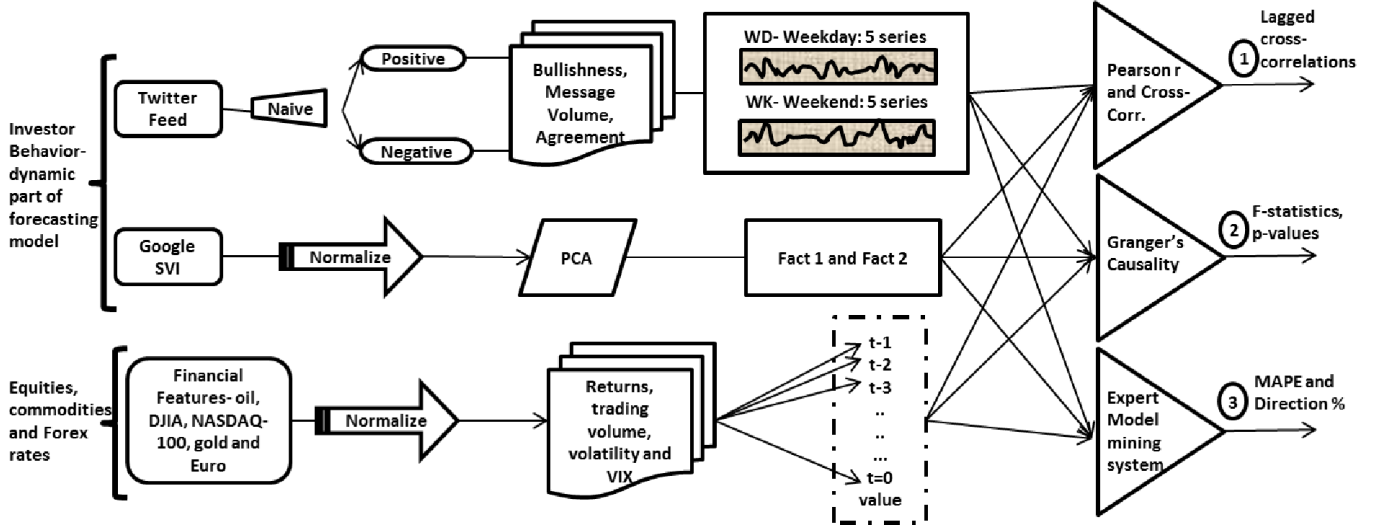 Investor
Behavior-
dynamic
part of
forecasting
model
Twitter
Feed
Naive
Positive
Negative
Bullishness,
Message
Volume,
Agreement
WD- Weekday: 5 series
WK- Weekend: 5 series
Pearson r
and Cross-
Corr.
1
Lagged
cross-
correlations
Google
SVI
Normalize
PCA
Fact 1 and Fact 2
Granger's
Causality
2
F-statistics,
p-values
Equities,
commodities
and Forex
rates
Financial
Features- oil,
DJIA, NASDAQ-
100, gold and
Euro
Normalize
Returns,
trading
volume,
volatility and
VIX
t-1
t-2
t-3
..
..
...
t=0
value
Expert
Model
mining
system
3
MAPE and
Direction %